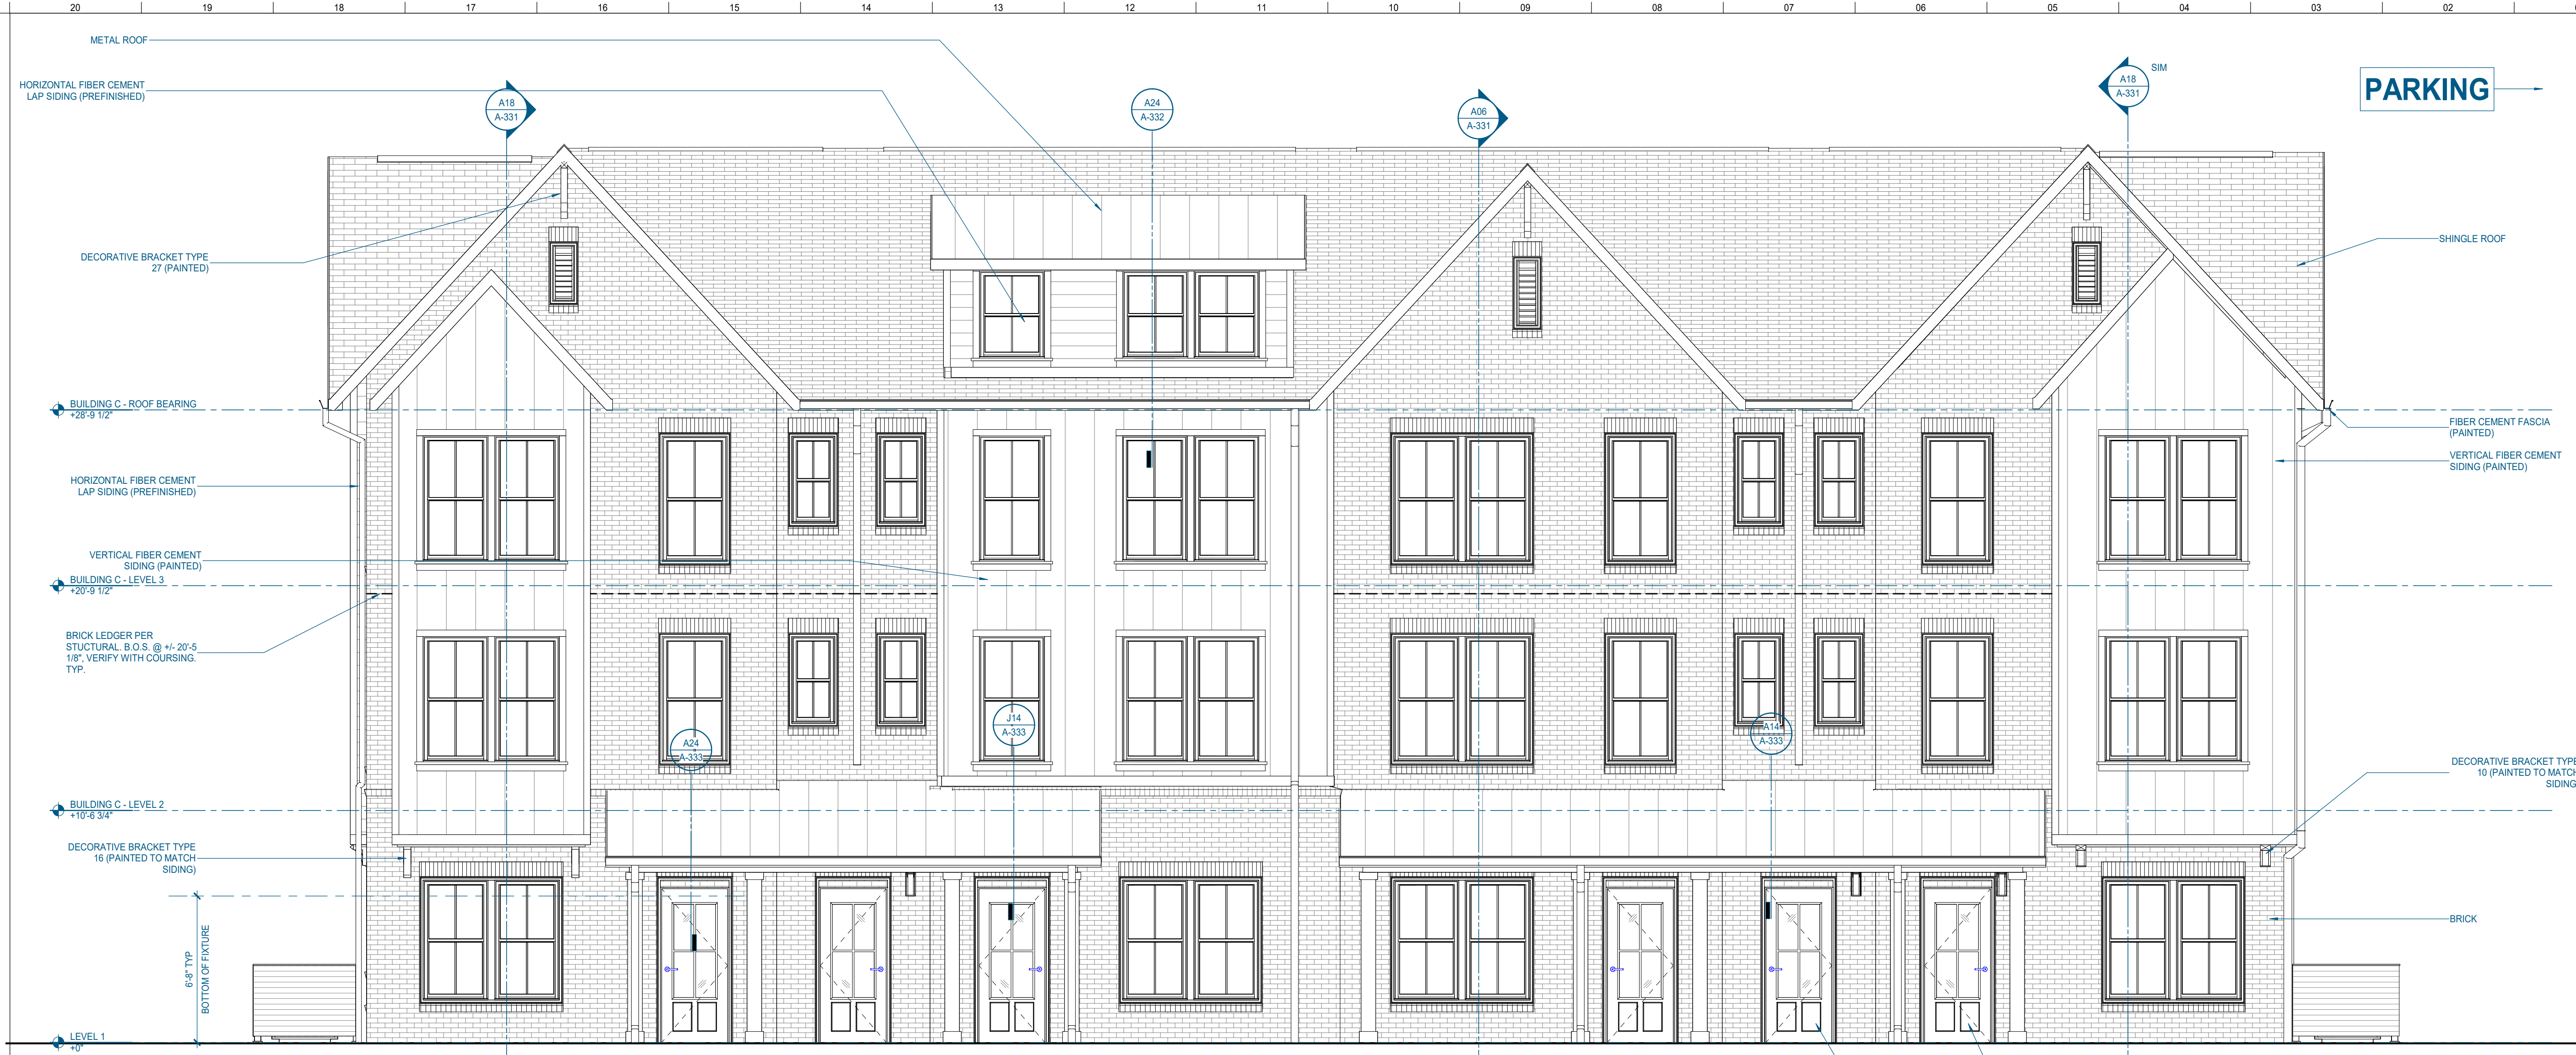 20 19 18 17 16 15 14 13 12 11 10 09 08 07 06 05 04 03 02
METAL ROOF
HORIZONTAL FIBER CEMENT
LAP SIDING (PREFINISHED)
A18
A-331
A24
A-332
A06
A-331
A18
A-331
SIM
PARKING
DECORATIVE BRACKET TYPE
27 (PAINTED)
SHINGLE ROOF
BUILDING C - ROOF BEARING
+28'-9 1/2"
FIBER CEMENT FASCIA
(PAINTED)
VERTICAL FIBER CEMENT
SIDING (PAINTED)
HORIZONTAL FIBER CEMENT
LAP SIDING (PREFINISHED)
VERTICAL FIBER CEMENT
SIDING (PAINTED)
BUILDING C - LEVEL 3
+20'-9 1/2"
BRICK LEDGER PER
STUCTURAL. B.O.S. @ +/- 20'-5
1/8", VERIFY WITH COURSING.
TYP.
A24
A-333
J14
A-333
A14
A-333
DECORATIVE BRACKET TYPE
10 (PAINTED TO MATCH
SIDING
BUILDING C - LEVEL 2
+10'-6 3/4"
DECORATIVE BRACKET TYPE
16 (PAINTED TO MATCH
SIDING)
BRICK
6'-8" TYP
BOTTOM OF FIXTURE
LEVEL 1
+0"